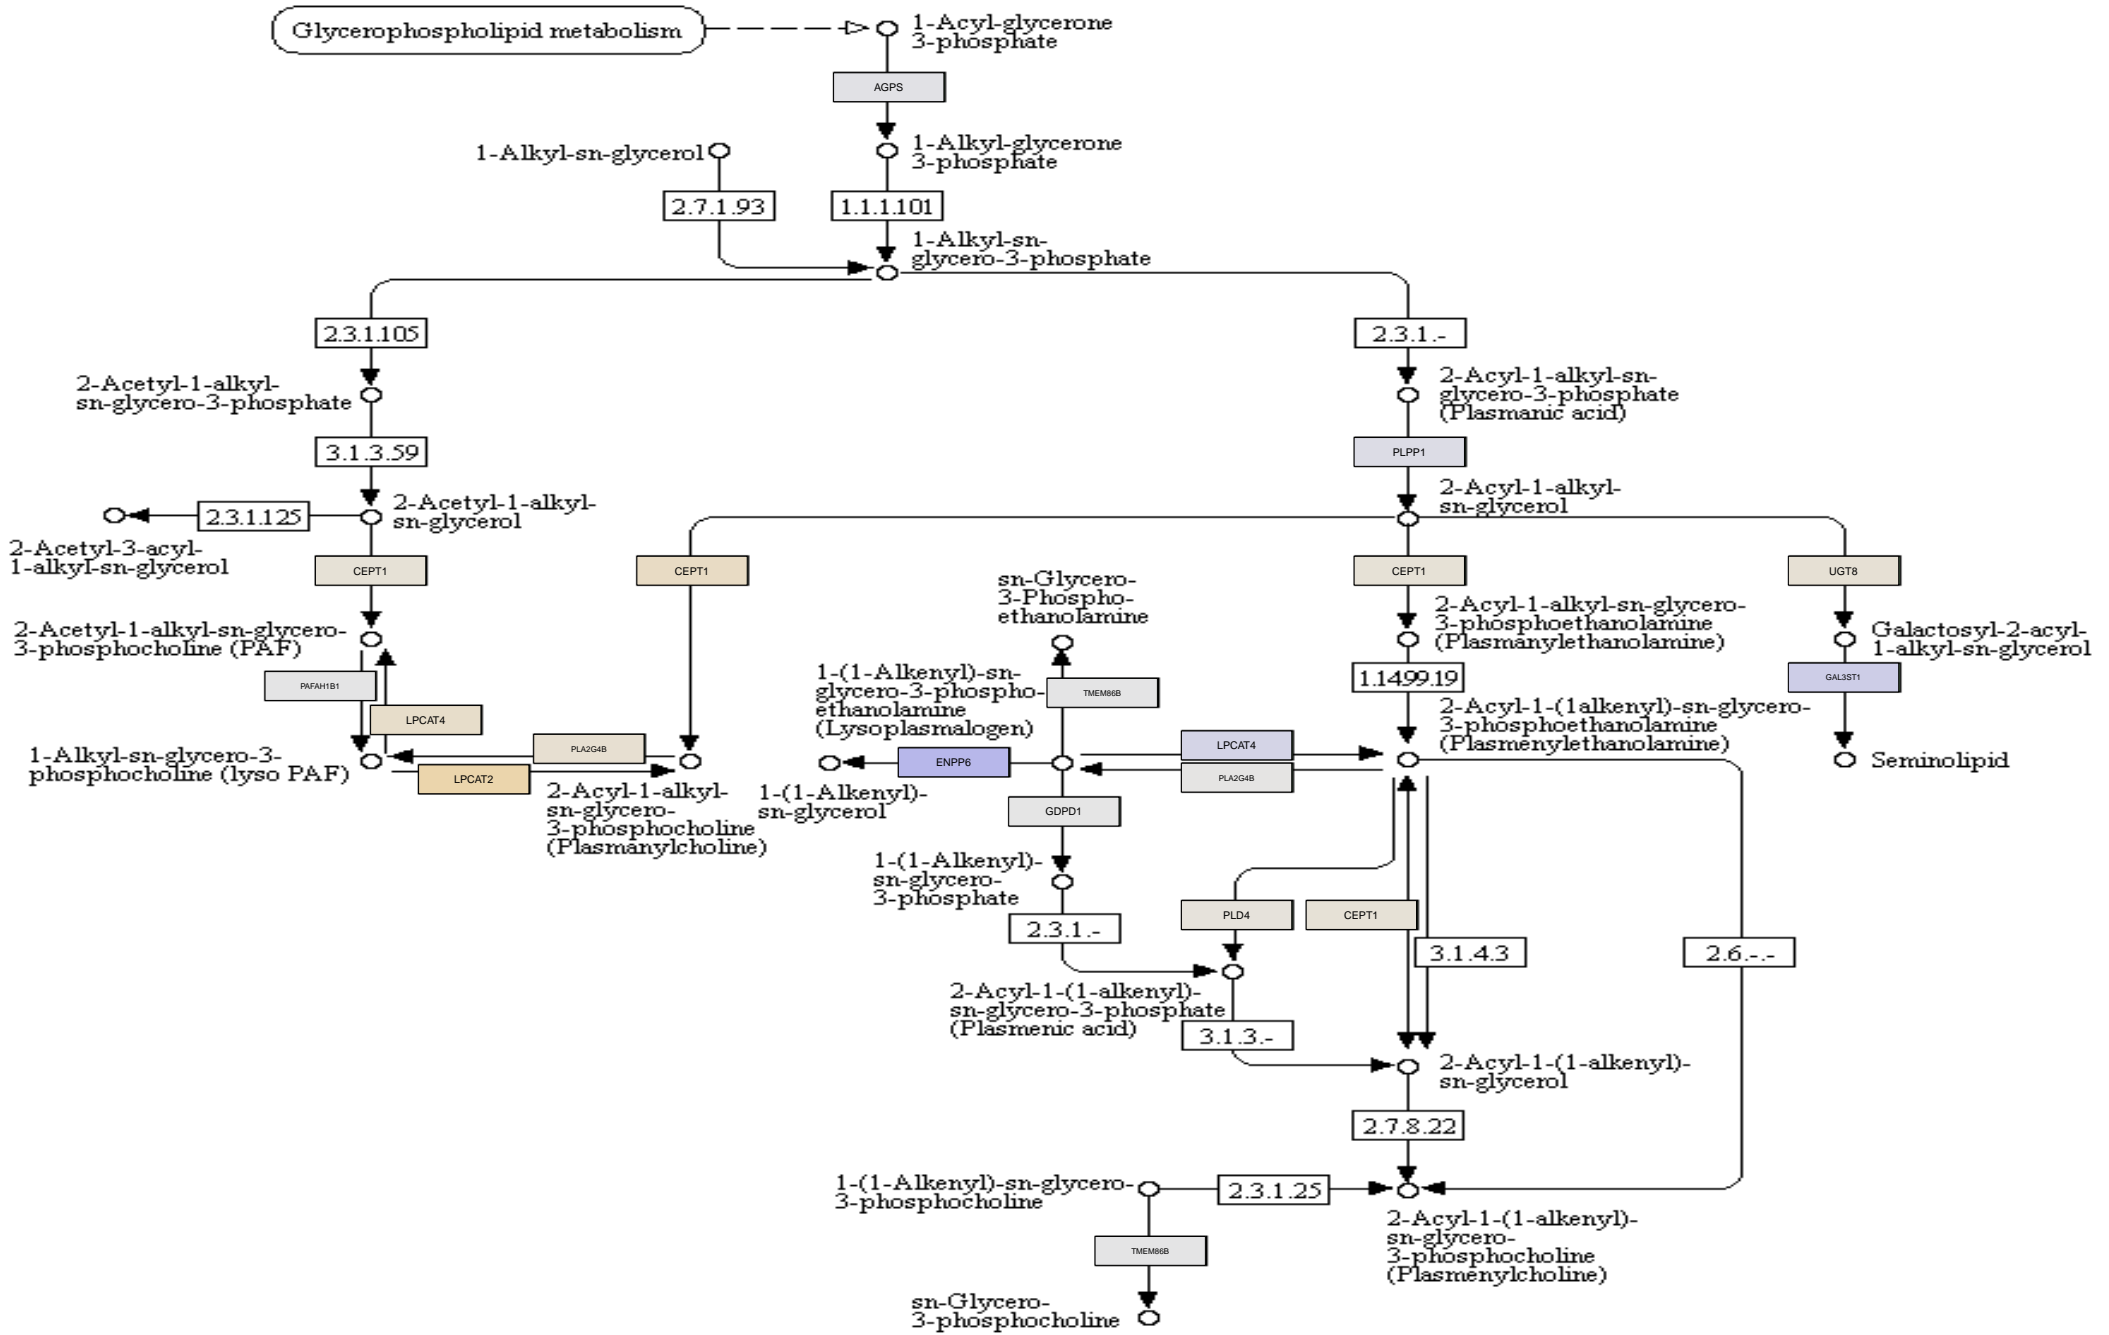 Glycerophospholipid metabolism
1-Acyl-glycerone
3-phosphate
AGPS
1-Alkyl-sn-glycerol
1-Alkyl-glycerone
3-phosphate
2.7.1.93
1.1.1.101
1-Alkyl-sn-
glycero-3-phosphate
2.3.1.105
2.3.1.-
2-Acetyl-1-alkyl-
sn-glycero-3-phosphate
2-Acyl-1-alkyl-sn-
glycero-3-phosphate
(Plasmanic acid)
3.1.3.59
PLPP1
2.3.1.125
2-Acetyl-1-alkyl-
sn-glycerol
2-Acyl-1-alkyl-
sn-glycerol
2-Acetyl-3-acyl-
1-alkyl-sn-glycerol
CEPT1
CEPT1
CEPT1
UGT8
sn-Glycero-
3-Phospho-
ethanolamine
2-Acyl-1-alkyl-sn-glycero-
3-phosphoethanolamine
(Plasmanylethanolamine)
2-Acetyl-1-alkyl-sn-glycero-
3-phosphocholine (PAF)
Galactosyl-2-acyl-
1-alkyl-sn-glycerol
PAFAH1B1
1-(1-Alkenyl)-sn-
glycero-3-phospho-
ethanolamine
(Lysoplasmalogen)
TMEM86B
1.14.99.19
GAL3ST1
LPCAT4
2-Acyl-1-(1alkenyl)-sn-glycero-
3-phosphoethanolamine
(Plasmenylethanolamine)
1-Alkyl-sn-glycero-3-
phosphocholine (lyso PAF)
PLA2G4B
LPCAT2
ENPP6
LPCAT4
PLA2G4B
Seminolipid
2-Acyl-1-alkyl-
sn-glycero-
3-phosphocholine
(Plasmanylcholine)
1-(1-Alkenyl)-
sn-glycerol
GDPD1
1-(1-Alkenyl)-
sn-glycero-
3-phosphate
2.3.1.-
PLD4
CEPT1
3.1.4.3
2.6.-.-
2-Acyl-1-(1-alkenyl)-
sn-glycero-3-phosphate
(Plasmenic acid)
3.1.3.-
2-Acyl-1-(1-alkenyl)-
sn-glycerol
2.7.8.22
1-(1-Alkenyl)-sn-glycero-
3-phosphocholine
2.3.1.25
2-Acyl-1-(1-alkenyl)-
sn-glycero-
3-phosphocholine
(Plasmenylcholine)
TMEM86B
sn-Glycero-
3-phosphocholine